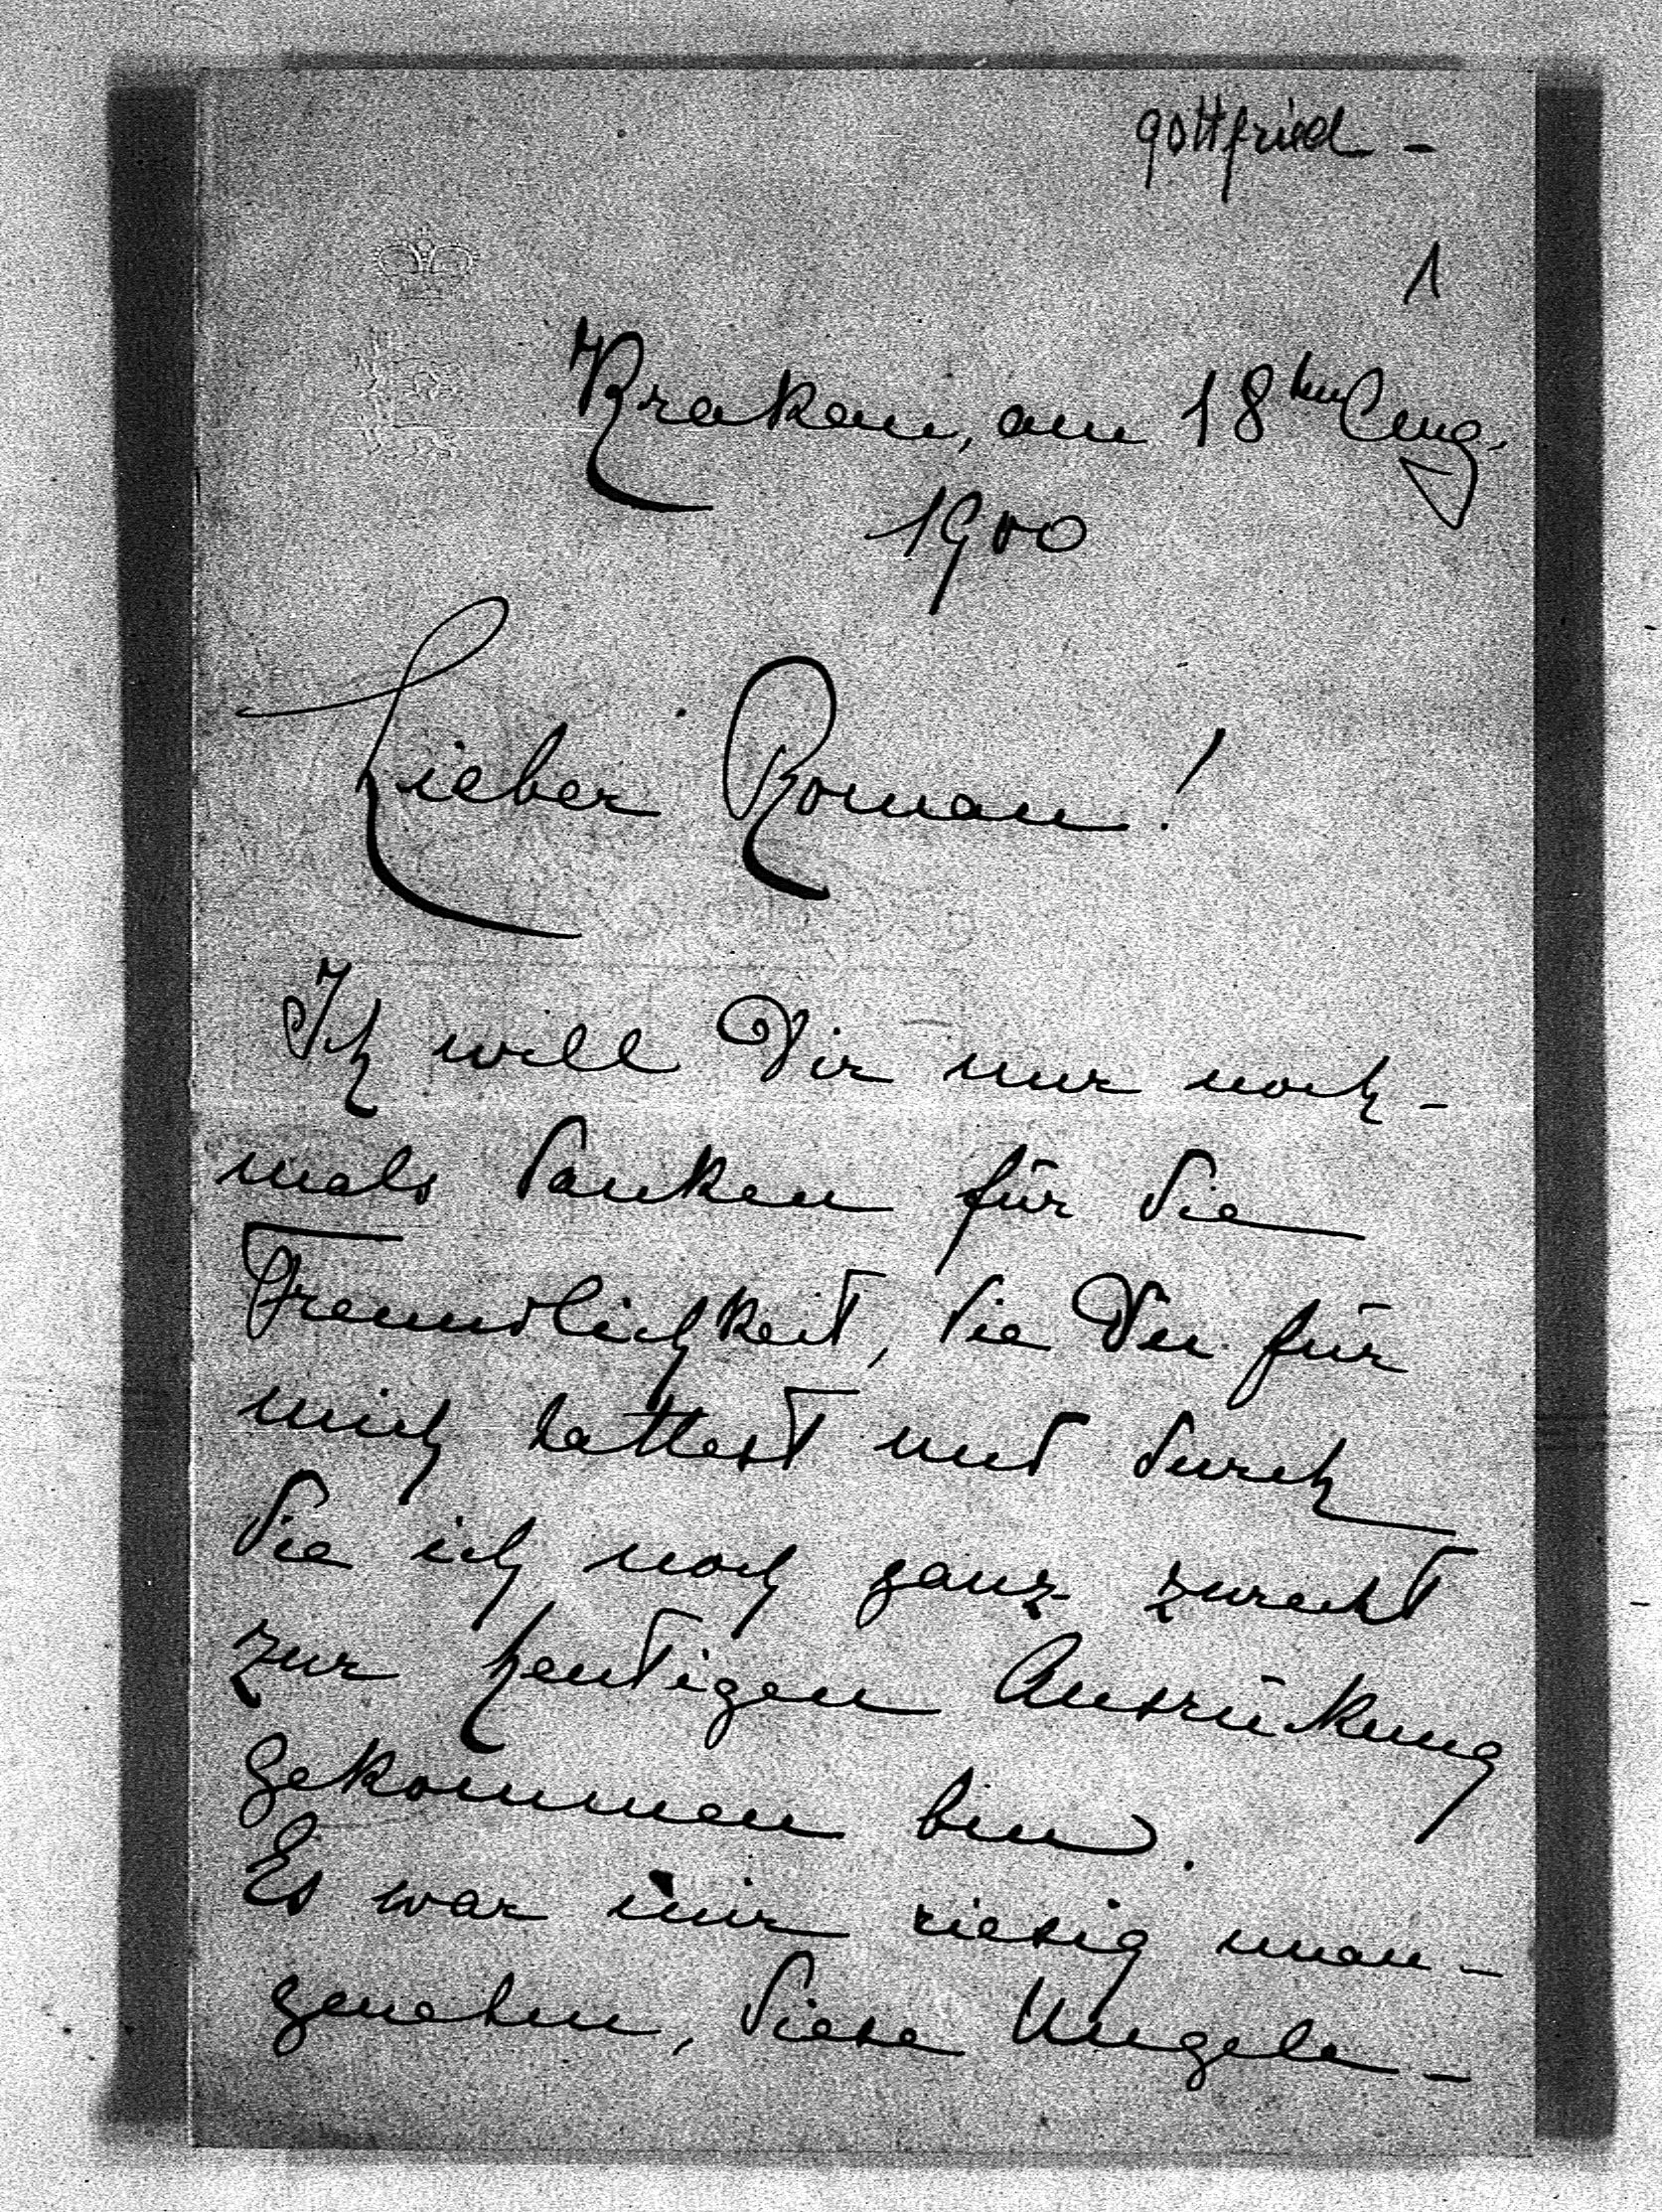 gottfried -
1
Krakau, am 18ten Aug.
1900
Lieber Roman!
Ich will Dir nur noch-
mals danken für die
Freundlichkeit, die Du für
mich hattest und durch
die ich noch ganz zurecht
zur heutigen Ausrückung
gekommen bin.
Es war mir riesig unan-
genehm, diese Ungele-